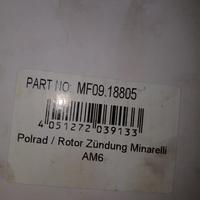 PART NO: MF09.18805
4 051272 039133
Polrad / Rotor Zündung Minarelli
AM6